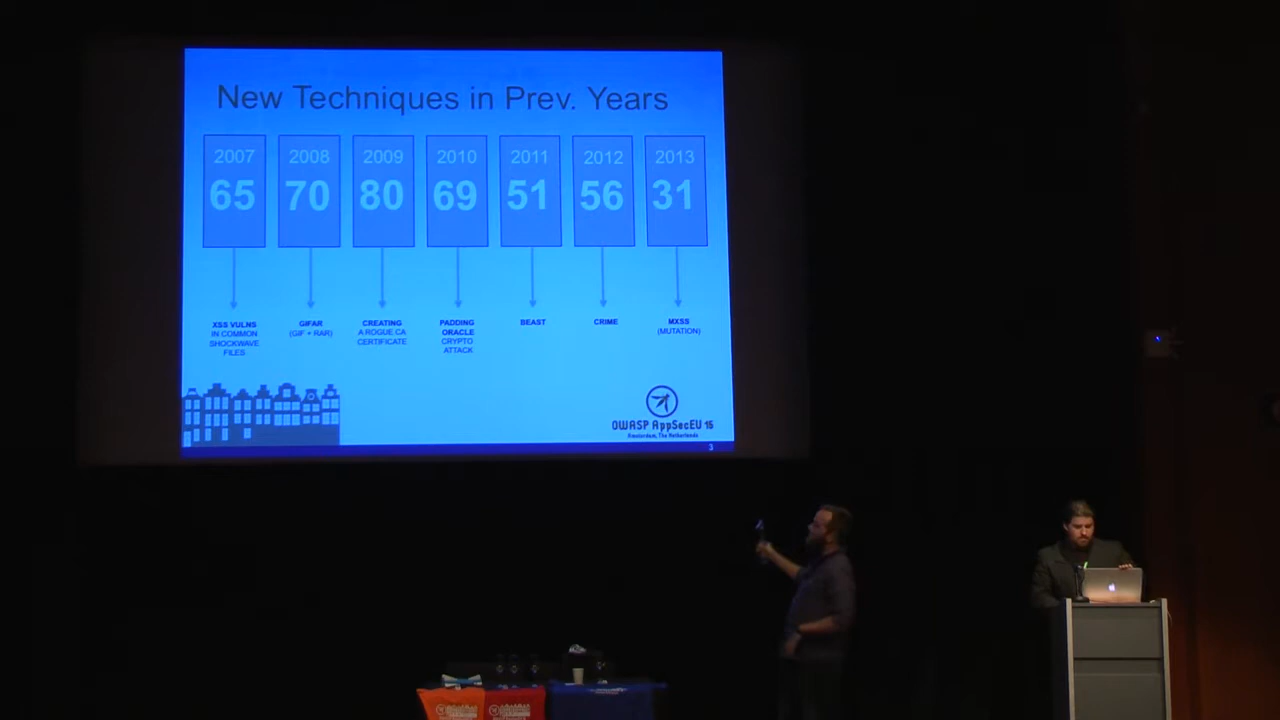 New Techniques in Prev. Years
2007 2008 2009 2010 2011 2012 2013
65 70 80 69 51 56 31
XSS VULNS
IN COMMON
SHOCKWAVE
FILES
GIFAR
(GIF + RAR)
CREATING
A ROGUE CA
CERTIFICATE
PADDING
ORACLE
CRYPTO
ATTACK
BEAST
CRIME
MXSS
(MUTATION)
OWASP AppSecEU 15
Amsterdam, The Netherlands
3